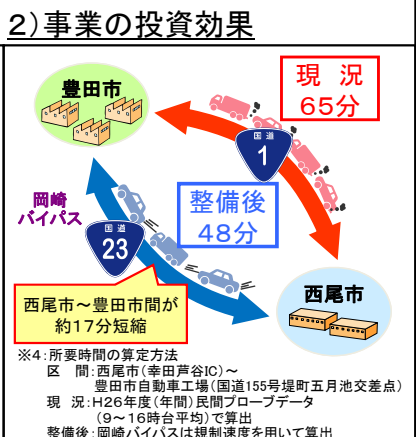 2)事業の投資効果
豊田市
現 況
65分
国道
1
整備後
48分
岡崎
バイパス
国道
23
西尾市～豊田市間が
約17分短縮
西尾市
※4:所要時間の算定方法
区 間:西尾市(幸田芦谷IC)～
豊田市自動車工場(国道155号堤町五月池交差点)
現 況:H26年度(年間)民間プローブデータ
(9～16時台平均)で算出
整備後:岡崎バイパスは規制速度を用いて算出